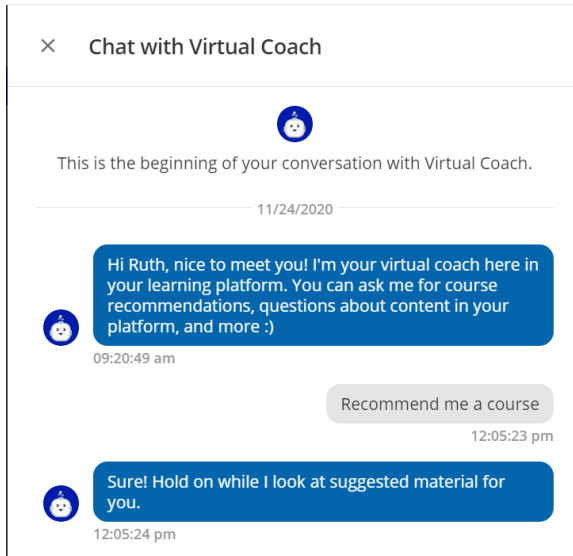 Chat with Virtual Coach
This is the beginning of your conversation with Virtual Coach.
11/24/2020
Hi Ruth, nice to meet you! I'm your virtual coach here in
your learning platform. You can ask me for course
recommendations, questions about content in your
platform, and more :)
09:20:49 am
Recommend me a course
12:05:23 pm
Sure! Hold on while I look at suggested material for
you.
12:05:24 pm